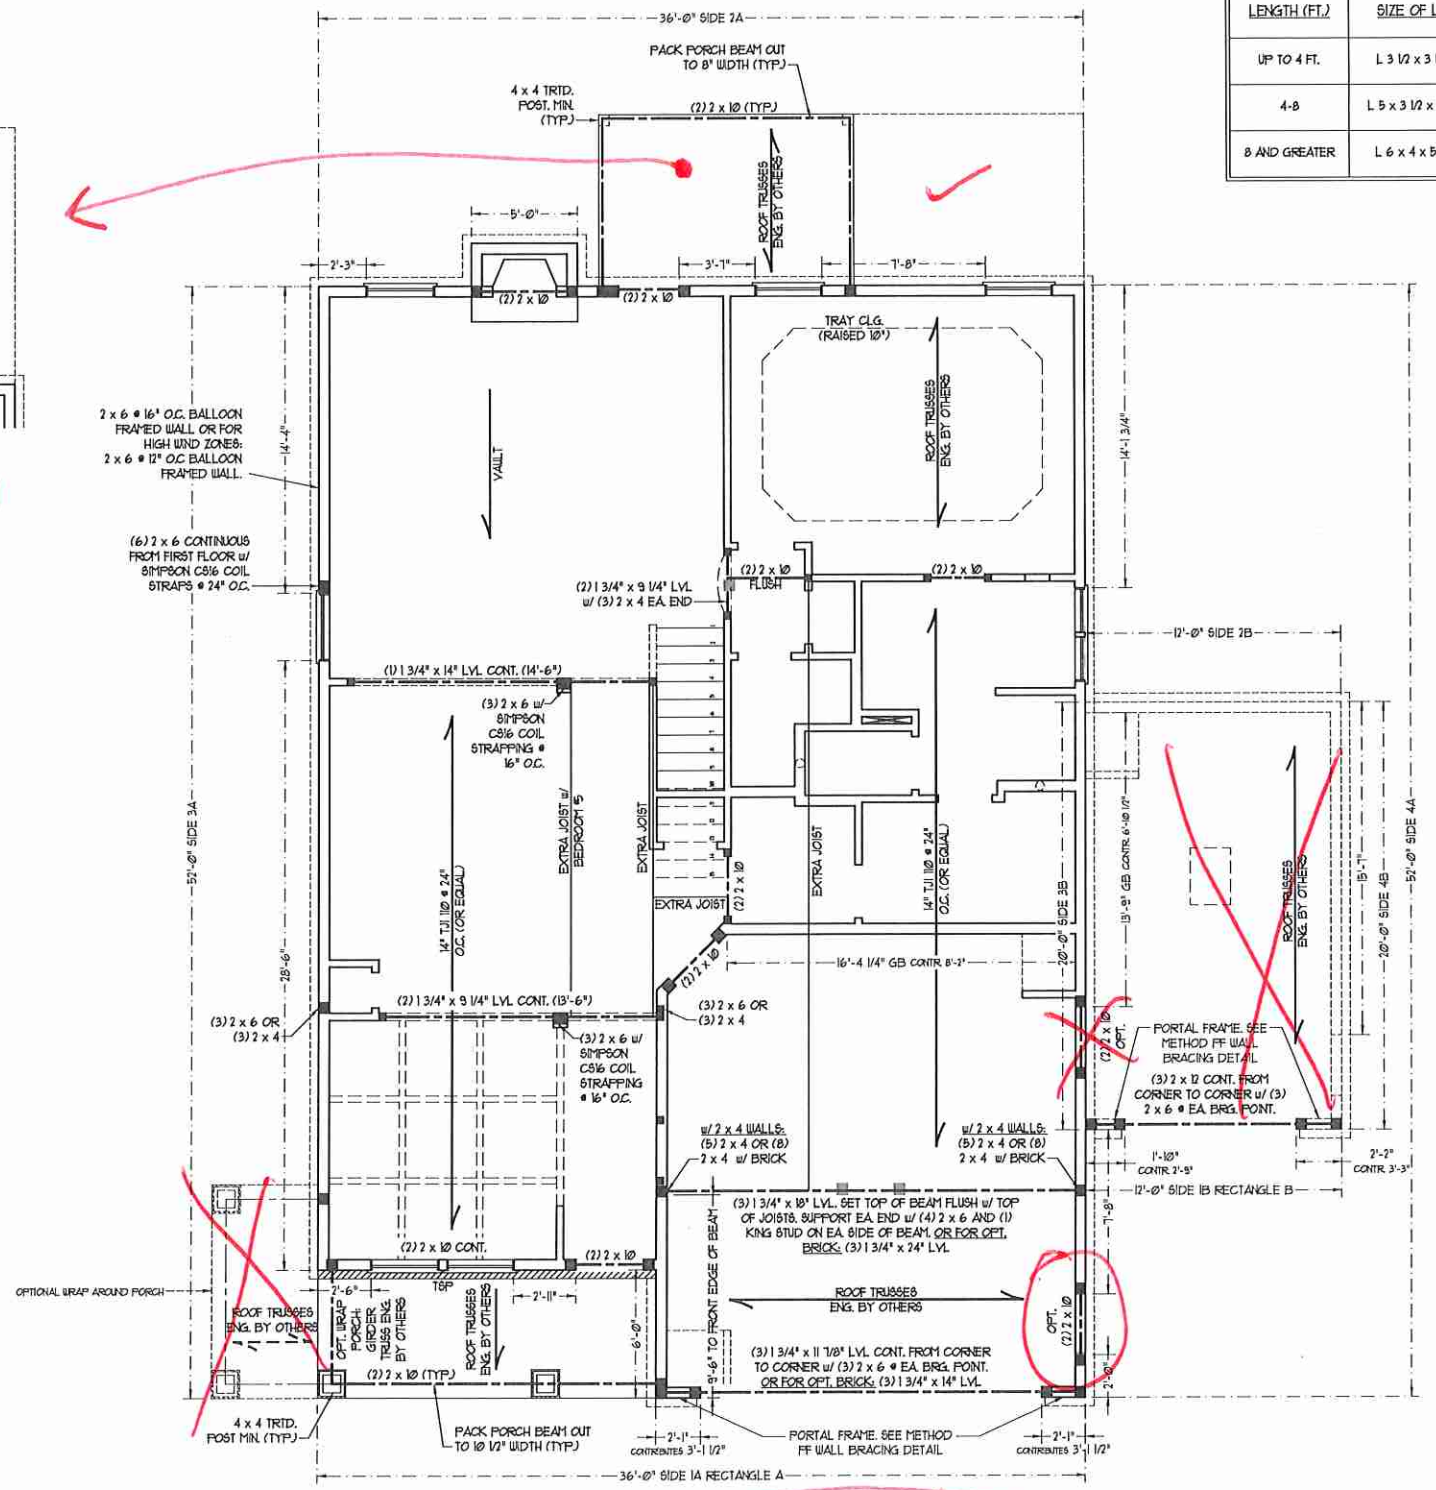 36'-0" SIDE 2A
PACK PORCH BEAM OUT
TO 8" WIDTH (TYP.)
4 x 4 TRTD.
POST. MIN.
(TYP.)
(2) 2 x 10 (TYP.)
ROOF TRUSSES
ENG. BY OTHERS
LENGTH (FT.)
SIZE OF L
UP TO 4 FT.
L 3 1/2 x 3 1
4-8
L 5 x 3 1/2 x
8 AND GREATER
L 6 x 4 x 5
5'-0"
2'-3"
3'-7"
7'-8"
(2) 2 x 10
(2) 2 x 10
TRAY CLG.
(RAISED 10")
ROOF TRUSSES
ENG. BY OTHERS
VAULT
14'-4"
14'-1 3/4"
2 x 6 @ 16" O.C. BALLOON
FRAMED WALL OR FOR
HIGH WIND ZONES:
2 x 6 @ 12" O.C BALLOON
FRAMED WALL.
(6) 2 x 6 CONTINUOUS
FROM FIRST FLOOR w/
SIMPSON CS16 COIL
STRAPS @ 24" O.C.
(2) 1 3/4" x 9 1/4" LVL
w/ (3) 2 x 4 EA. END
(2) 2 x 10
FLUSH
(2) 2 x 10
12'-0" SIDE 2B
(1) 1 3/4" x 14" LVL CONT. (14'-6")
(3) 2 x 6 w/
SIMPSON
CS16 COIL
STRAPPING @
16" O.C.
52'-0" SIDE 3A
28'-6"
14" TJI 110 @ 24"
O.C. (OR EQUAL)
EXTRA JOIST w/
BEDROOM #5
EXTRA JOIST
EXTRA JOIST
(2) 2 x 10
EXTRA JOIST
14" TJI 110 @ 24"
O.C. (OR EQUAL)
20'-0" SIDE 3B
13'-9" GB CONTR. 6'-10 1/2"
ROOF TRUSSES
ENG. BY OTHERS
15'-7"
20'-0" SIDE 4B
52'-0" SIDE 4A
(2) 2 x 10
16'-4 1/4" GB CONTR. 8'-2"
(2) 1 3/4" x 9 1/4" LVL CONT. (13'-6")
(3) 2 x 6 OR
(3) 2 x 4
(3) 2 x 6 OR
(3) 2 x 4
(3) 2 x 6 w/
SIMPSON
CS16 COIL
STRAPPING
@ 16" O.C.
(2) 2 x 10
OPT.
PORTAL FRAME. SEE
METHOD PF WALL
BRACING DETAIL
(3) 2 x 12 CONT. FROM
CORNER TO CORNER w/ (3)
2 x 6 @ EA. BRG. POINT.
w/ 2 x 4 WALLS:
(5) 2 x 4 OR (8)
2 x 4 w/ BRICK
w/ 2 x 4 WALLS:
(5) 2 x 4 OR (8)
2 x 4 w/ BRICK
1'-10"
CONTR. 2'-9"
2'-2"
CONTR. 3'-3"
12'-0" SIDE 1B RECTANGLE B
7'-8"
(3) 1 3/4" x 18" LVL. SET TOP OF BEAM FLUSH w/ TOP
OF JOISTS. SUPPORT EA. END w/ (4) 2 x 6 AND (1)
KING STUD ON EA. SIDE OF BEAM. OR FOR OPT.
BRICK: (3) 1 3/4" x 24" LVL
(2) 2 x 10 CONT.
(2) 2 x 10
OPTIONAL WRAP AROUND PORCH
2'-6"
TSP
2'-11"
ROOF TRUSSES
ENG. BY OTHERS
OPT. WRAP
PORCH:
GIRDER
TRUSS ENG.
BY OTHERS
ROOF TRUSSES
ENG. BY OTHERS
6'-0"
9'-6" TO FRONT EDGE OF BEAM
ROOF TRUSSES
ENG. BY OTHERS
OPT.
(2) 2 x 10
2'-0"
(3) 1 3/4" x 11 7/8" LVL CONT. FROM CORNER
TO CORNER w/ (3) 2 x 6 @ EA. BRG. POINT.
OR FOR OPT. BRICK: (3) 1 3/4" x 14" LVL
(2) 2 x 10 (TYP.)
4 x 4 TRTD.
POST MIN. (TYP.)
PACK PORCH BEAM OUT
TO 10 1/2" WIDTH (TYP.)
2'-1"
CONTRIBUTES 3'-1 1/2"
PORTAL FRAME. SEE METHOD
PF WALL BRACING DETAIL
2'-1"
CONTRIBUTES 3'-1 1/2"
36'-0" SIDE 1A RECTANGLE A